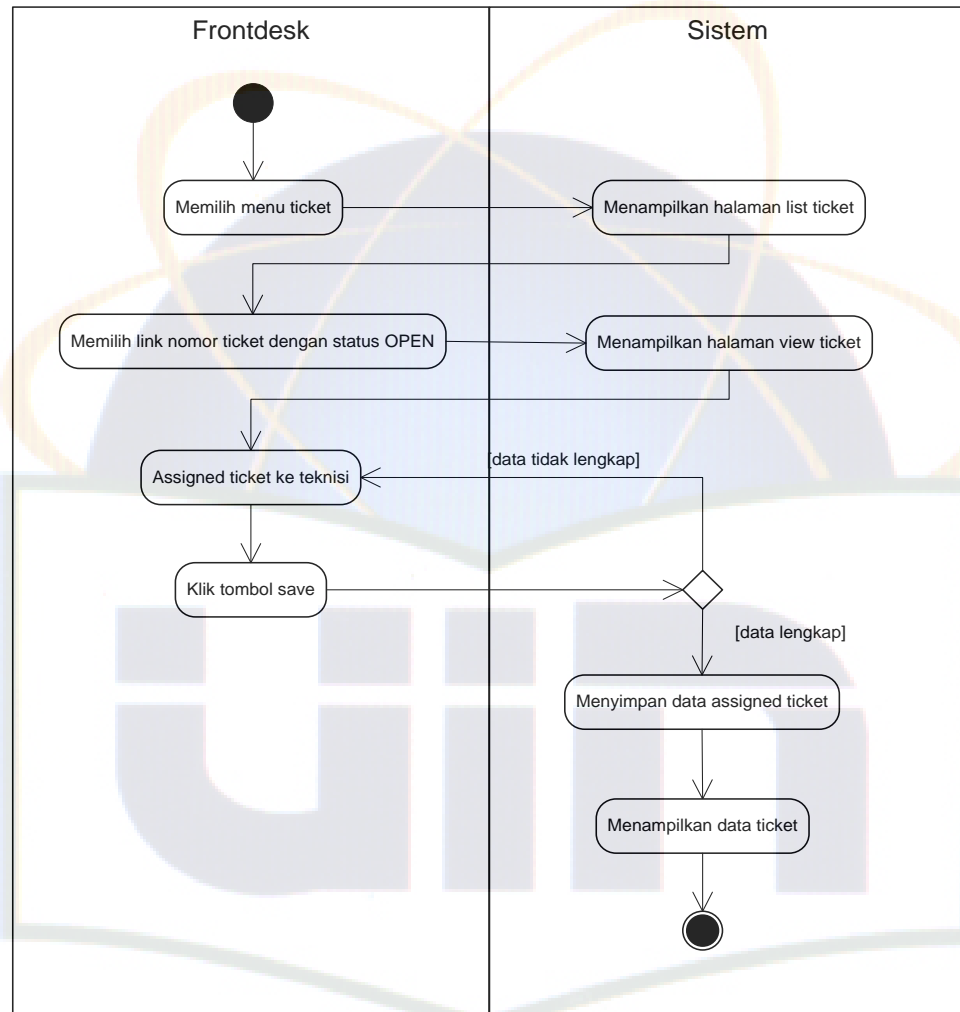 Frontdesk
Sistem
Memilih menu ticket
Menampilkan halaman list ticket
Memilih link nomor ticket dengan status OPEN
Menampilkan halaman view ticket
[data tidak lengkap]
Assigned ticket ke teknisi
Klik tombol save
[data lengkap]
Menyimpan data assigned ticket
Menampilkan data ticket
uin